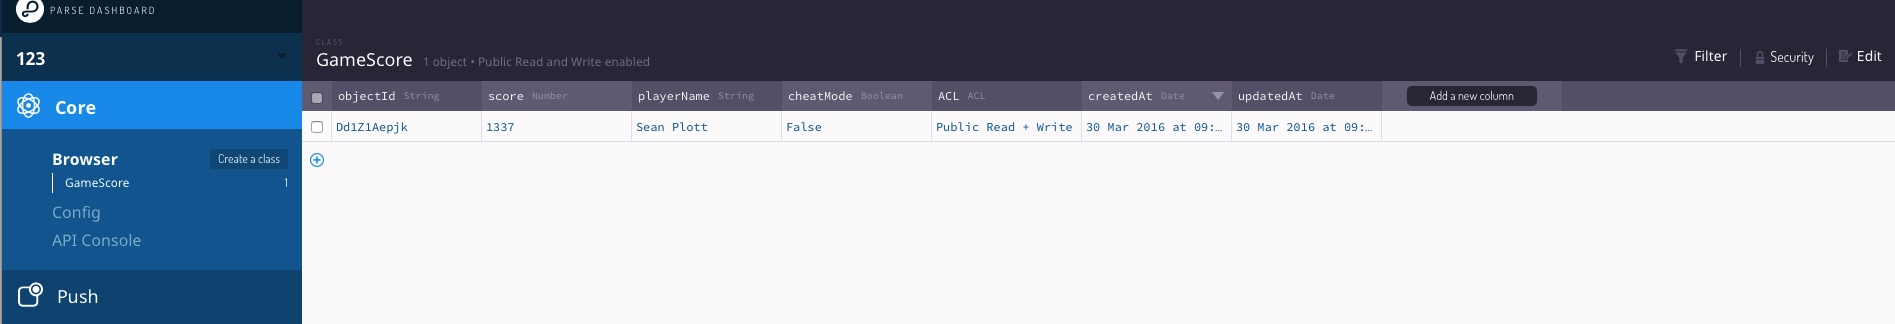 PARSE DASHBOARD
123
Core
Browser
Create a class
GameScore 1
Config
API Console
Push
CLASS
GameScore 1 object • Public Read and Write enabled
Filter Security Edit
objectId String score Number playerName String cheatMode Boolean ACL ACL createdAt Date updatedAt Date Add a new column
Dd1Z1Aepjk 1337 Sean Plott False Public Read + Write 30 Mar 2016 at 09:… 30 Mar 2016 at 09:…